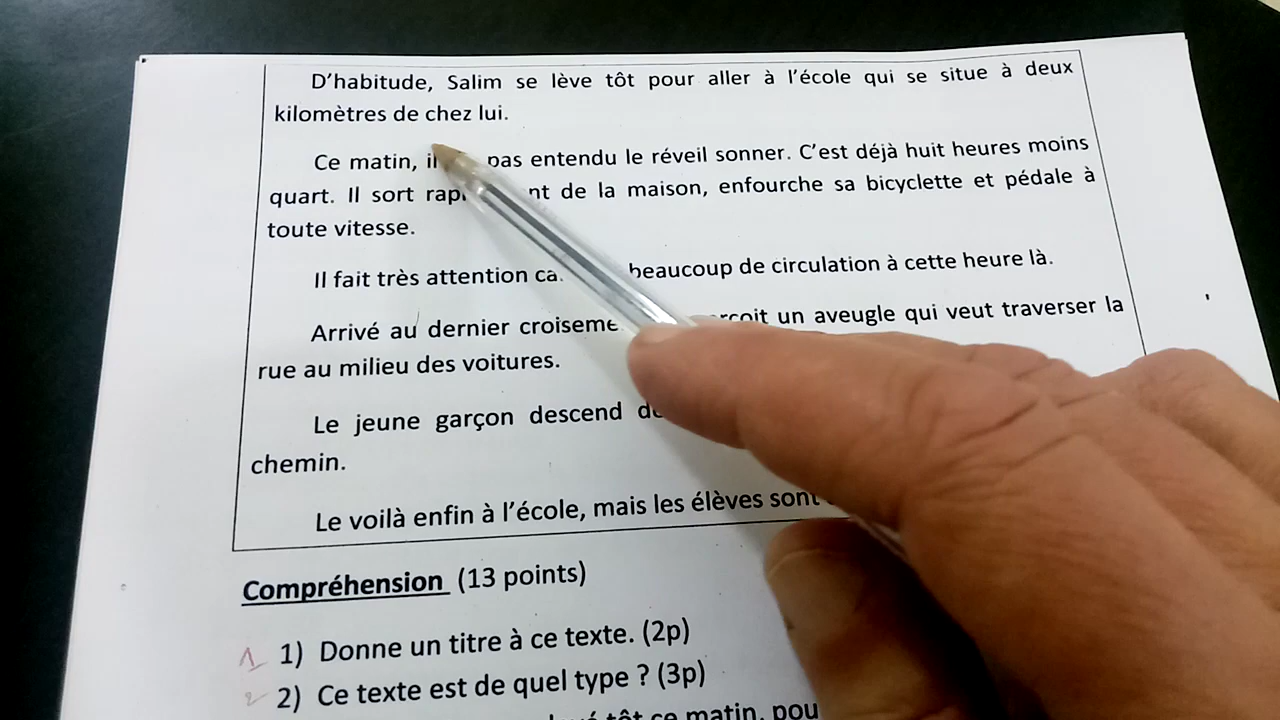 D'habitude, Salim se lève tôt pour aller à l'école qui se situe à deux
kilomètres de chez lui.
Ce matin, pas entendu le réveil sonner. C'est déjà huit heures moins
quart. Il sort de la maison, enfourche sa bicyclette et pédale à
toute vitesse.
Il fait très attention beaucoup de circulation à cette heure là.
Arrivé au dernier un aveugle qui veut traverser la
rue au milieu des voitures.
Le jeune garçon descend
chemin.
Le voilà enfin à l'école, mais les élèves sont
Compréhension (13 points)
1) Donne un titre à ce texte. (2p)
2) Ce texte est de quel type ? (3p)
tôt ce matin, pou